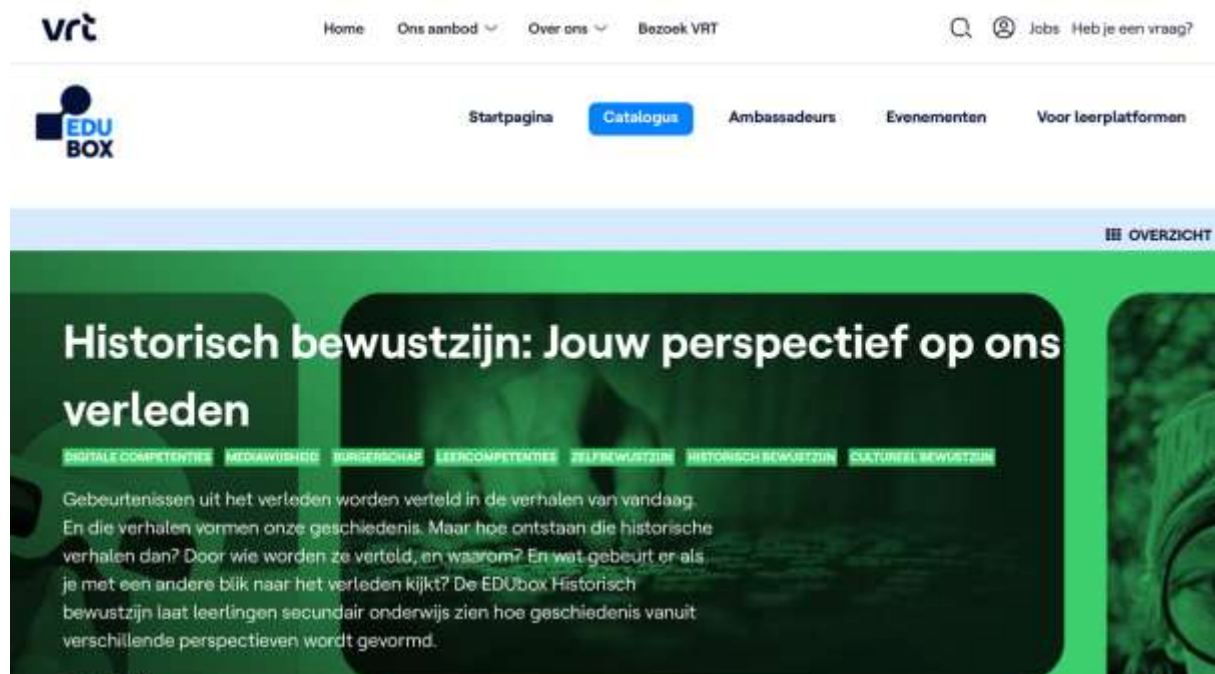 vrt
Home Ons aanbod Over ons Bezoek VRT Jobs Heb je een vraag?
EDU
BOX
Startpagina Catalogus Ambassadeurs Evenementen Voor leerplatformen
OVERZICHT
Historisch bewustzijn: Jouw perspectief op ons
verleden
DIGITALE COMPETENTIES MEDIAWIJSHEID BURGERSCHAP LEERCOMPETENTIES ZELFBEWUSTZIJN HISTORISCH BEWUSTZIJN CULTUREEL BEWUSTZIJN
Gebeurtenissen uit het verleden worden verteld in de verhalen van vandaag.
En die verhalen vormen onze geschiedenis. Maar hoe ontstaan die historische
verhalen dan? Door wie worden ze verteld, en waarom? En wat gebeurt er als
je met een andere blik naar het verleden kijkt? De EDUbox Historisch
bewustzijn laat leerlingen secundair onderwijs zien hoe geschiedenis vanuit
verschillende perspectieven wordt gevormd.